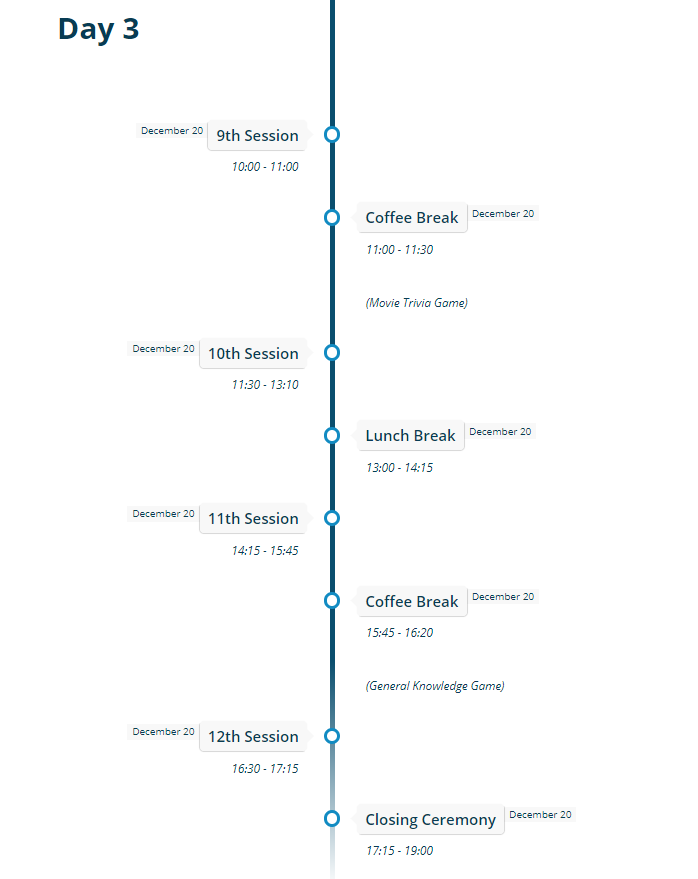 Day 3
December 20
9th Session
10:00 - 11:00
Coffee Break
December 20
11:00 - 11:30
(Movie Trivia Game)
December 20
10th Session
11:30 - 13:10
Lunch Break
December 20
13:00 - 14:15
December 20
11th Session
14:15 - 15:45
Coffee Break
December 20
15:45 - 16:20
(General Knowledge Game)
December 20
12th Session
16:30 - 17:15
Closing Ceremony
December 20
17:15 - 19:00